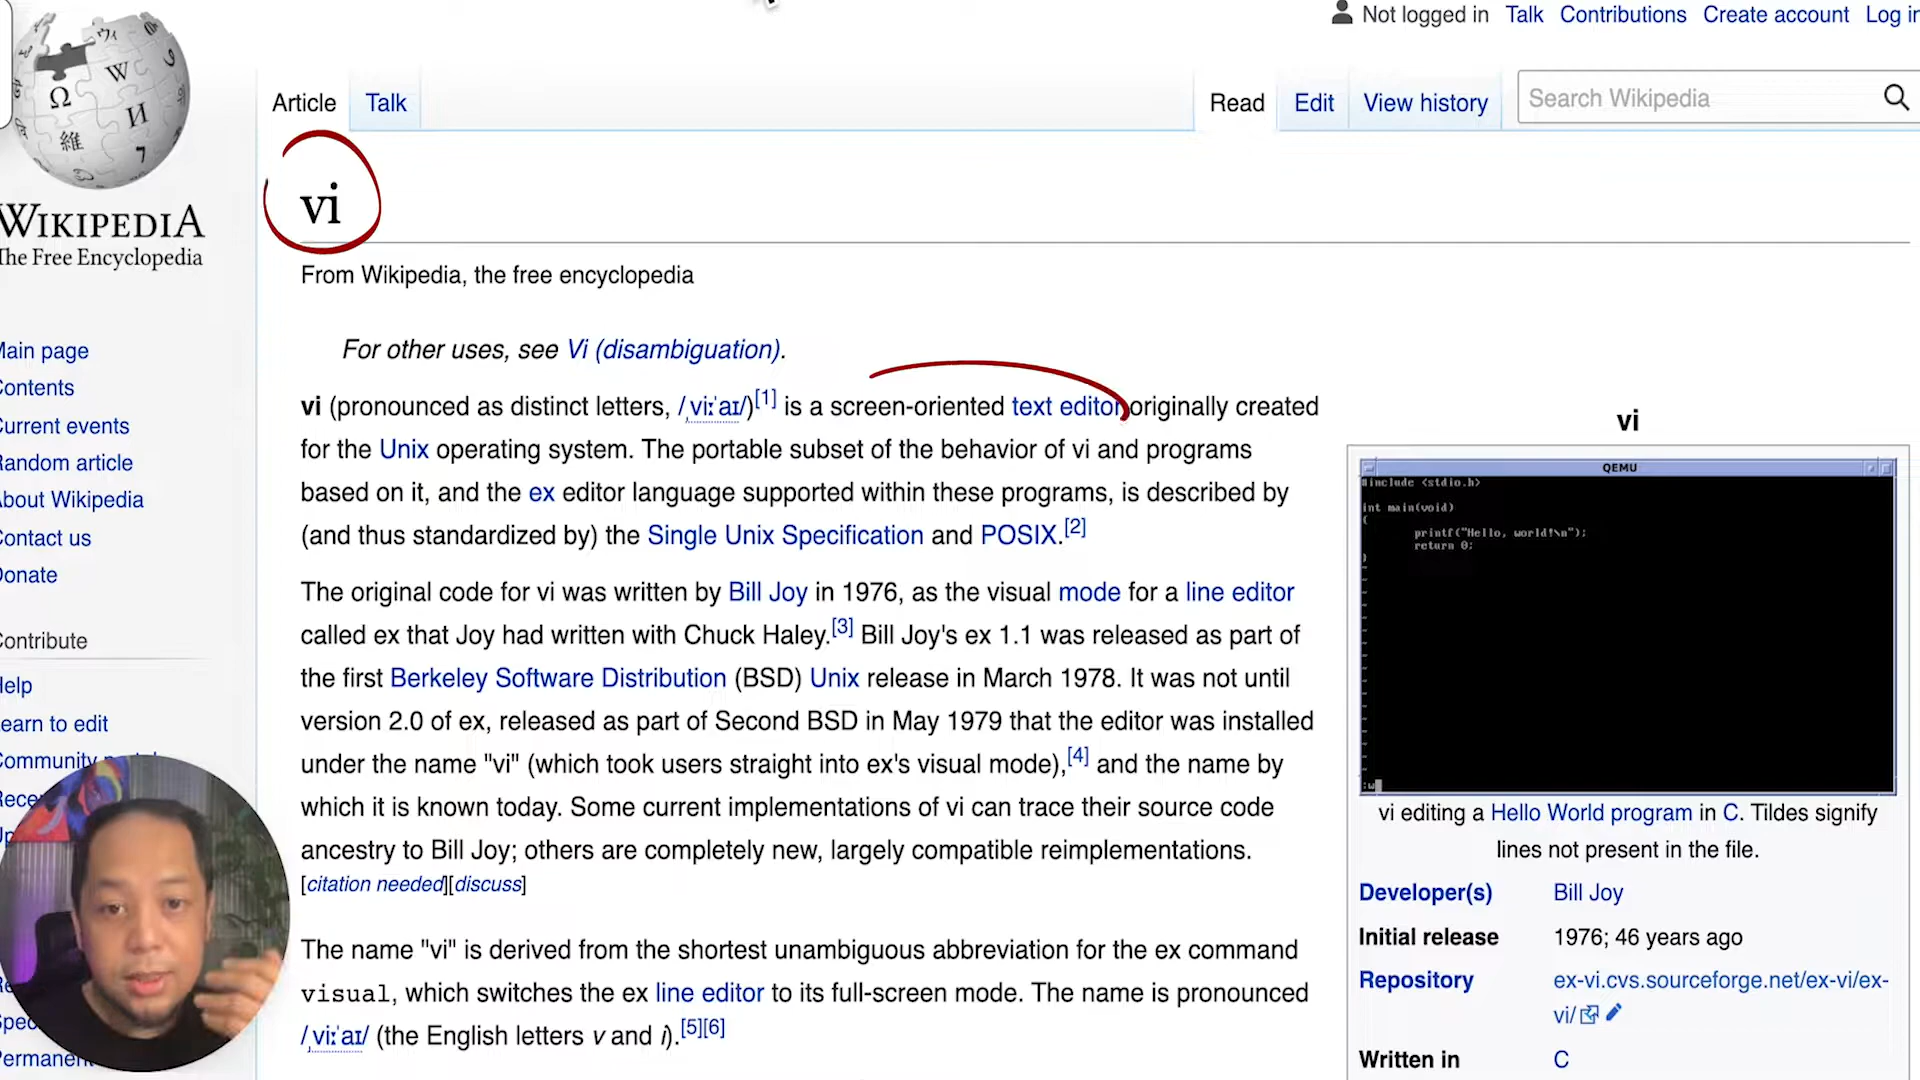 Not logged in Talk Contributions Create account Log in
Article Talk Read Edit View history Search Wikipedia
WIKIPEDIA
The Free Encyclopedia
vi
From Wikipedia, the free encyclopedia
For other uses, see Vi (disambiguation).
vi (pronounced as distinct letters, /ˌviːˈaɪ/)[1] is a screen-oriented text editor originally created
for the Unix operating system. The portable subset of the behavior of vi and programs
based on it, and the ex editor language supported within these programs, is described by
(and thus standardized by) the Single Unix Specification and POSIX.[2]
The original code for vi was written by Bill Joy in 1976, as the visual mode for a line editor
called ex that Joy had written with Chuck Haley.[3] Bill Joy's ex 1.1 was released as part of
the first Berkeley Software Distribution (BSD) Unix release in March 1978. It was not until
version 2.0 of ex, released as part of Second BSD in May 1979 that the editor was installed
under the name "vi" (which took users straight into ex's visual mode),[4] and the name by
which it is known today. Some current implementations of vi can trace their source code
ancestry to Bill Joy; others are completely new, largely compatible reimplementations.
[citation needed][discuss]
The name "vi" is derived from the shortest unambiguous abbreviation for the ex command
visual, which switches the ex line editor to its full-screen mode. The name is pronounced
/ˌviːˈaɪ/ (the English letters v and i).[5][6]
Main page
Contents
Current events
Random article
About Wikipedia
Contact us
Donate
Contribute
Help
Learn to edit
Community
vi
QEMU
#include <stdio.h>
int main(void)
{
printf("Hello, world!\n");
return 0;
}
:w
vi editing a Hello World program in C. Tildes signify
lines not present in the file.
Developer(s) Bill Joy
Initial release 1976; 46 years ago
Repository ex-vi.cvs.sourceforge.net/ex-vi/ex-
vi/
Written in C